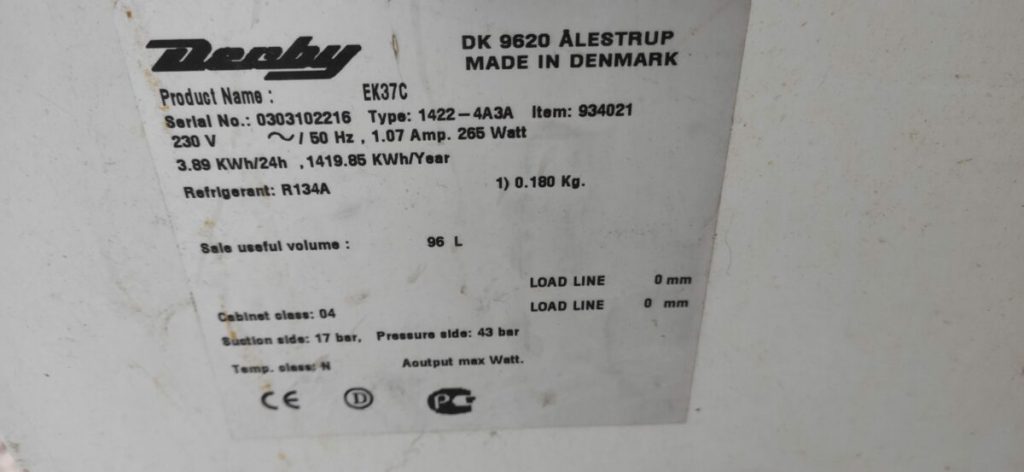 Derby
DK 9620 ÅLESTRUP
MADE IN DENMARK
Product Name : EK37C
Serial No.: 0303102216 Type: 1422-4A3A Item: 934021
230 V ~/ 50 Hz , 1.07 Amp. 265 Watt
3.89 KWh/24h , 1419.85 KWh/Year
Refrigerant: R134A 1) 0.180 Kg.
Sale useful volume : 96 L
LOAD LINE 0 mm
LOAD LINE 0 mm
Cabinet class: 04
Suction side: 17 bar, Pressure side: 43 bar
Temp. class: N Aoutput max Watt.
CE D PG